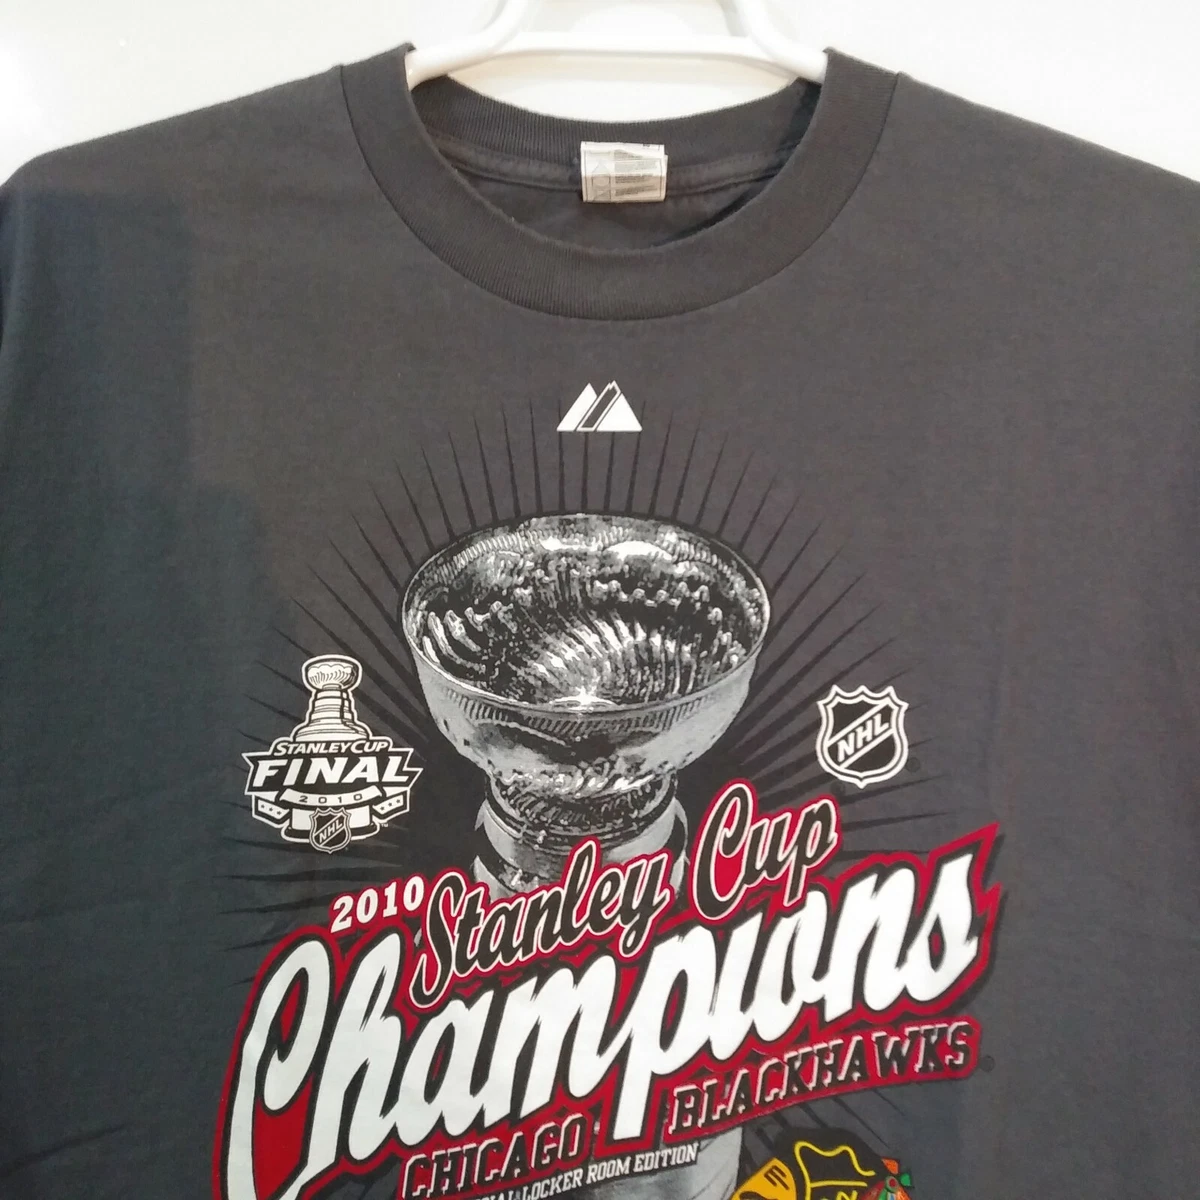 STANLEY CUP
FINAL
2010
NHL
NHL
2010 Stanley Cup
Champions
CHICAGO BLACKHAWKS
LOCKER ROOM EDITION